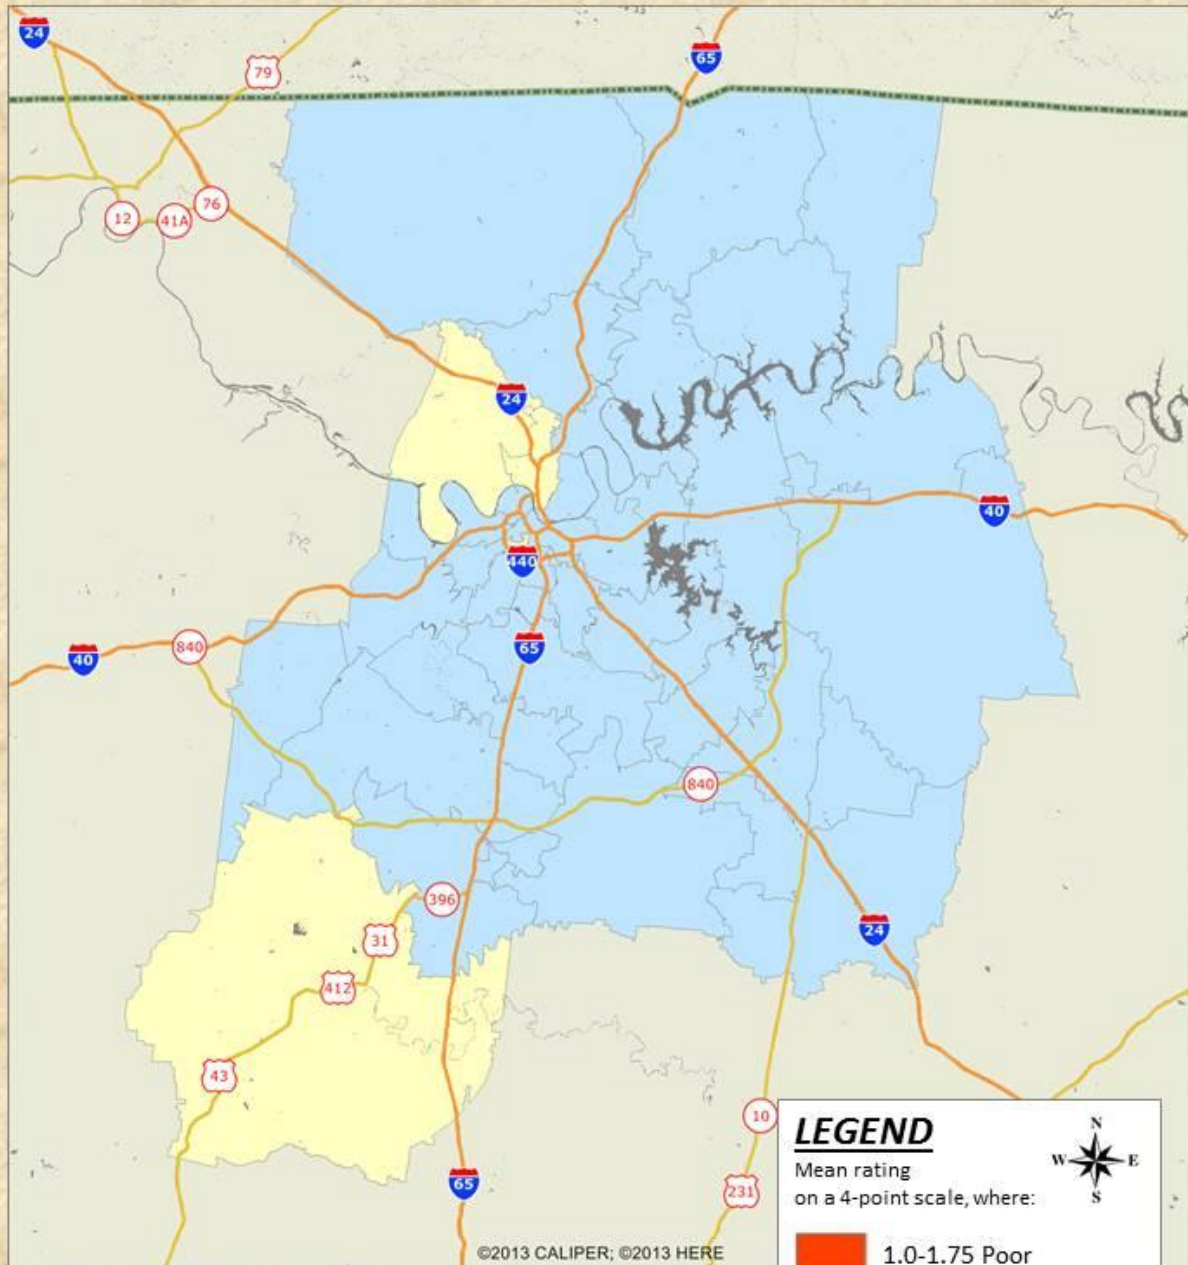 24
65
79
76
12
41A
24
40
440
840
40
65
840
396
31
24
412
43
10
LEGEND
N
W E
S
Mean rating
on a 4-point scale, where:
65
231
©2013 CALIPER; ©2013 HERE
1.0-1.75 Poor